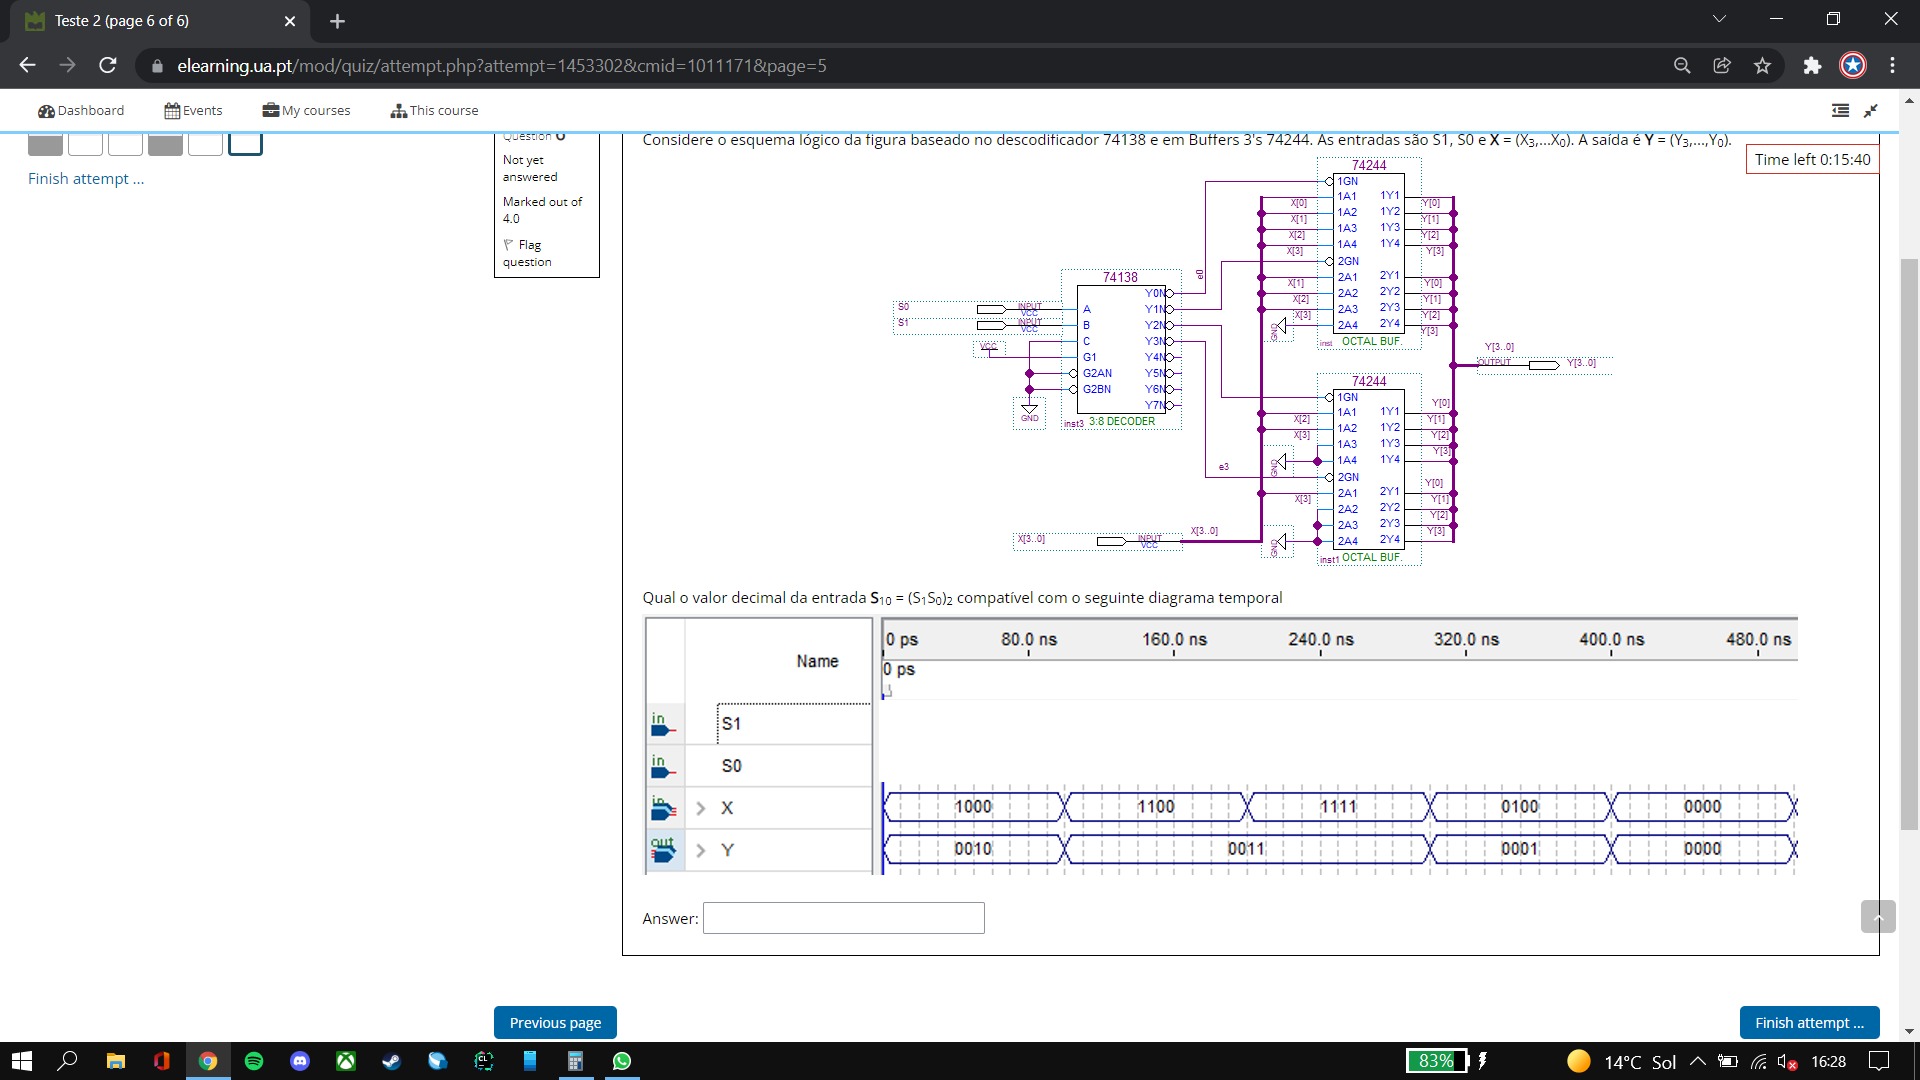 Teste 2 (page 6 of 6)
elearning.ua.pt/mod/quiz/attempt.php?attempt=1453302&cmid=1011171&page=5
Dashboard
Events
My courses
This course
Finish attempt ...
Question 6
Not yet
answered
Marked out of
4.0
Flag
question
Time left 0:15:40
Considere o esquema lógico da figura baseado no descodificador 74138 e em Buffers 3's 74244. As entradas são S1, S0 e X = (X3,...X0). A saída é Y = (Y3,...,Y0).
74244
1GN
1A1 1Y1
1A2 1Y2
1A3 1Y3
1A4 1Y4
2GN
2A1 2Y1
2A2 2Y2
2A3 2Y3
2A4 2Y4
inst OCTAL BUF.
X[0]
X[1]
X[2]
X[3]
X[1]
X[2]
X[3]
GND
Y[0]
Y[1]
Y[2]
Y[3]
Y[0]
Y[1]
Y[2]
Y[3]
e0
74138
A Y0N
Y1N
B Y2N
C Y3N
G1 Y4N
G2AN Y5N
G2BN Y6N
Y7N
inst3 3:8 DECODER
S0 INPUT
VCC
S1 INPUT
VCC
VCC
GND
Y[3..0]
OUTPUT Y[3..0]
74244
1GN
1A1 1Y1
1A2 1Y2
1A3 1Y3
1A4 1Y4
2GN
2A1 2Y1
2A2 2Y2
2A3 2Y3
2A4 2Y4
inst1 OCTAL BUF.
X[2]
X[3]
GND
e3
X[3]
GND
Y[0]
Y[1]
Y[2]
Y[3]
Y[0]
Y[1]
Y[2]
Y[3]
X[3..0] INPUT
VCC
X[3..0]
Qual o valor decimal da entrada S10 = (S1S0)2 compatível com o seguinte diagrama temporal
Name
0 ps 80.0 ns 160.0 ns 240.0 ns 320.0 ns 400.0 ns 480.0 ns
0 ps
in S1
in S0
in > X 1000 1100 1111 0100 0000
out > Y 0010 0011 0001 0000
Answer:
Previous page
Finish attempt ...
83%
14°C Sol
16:28